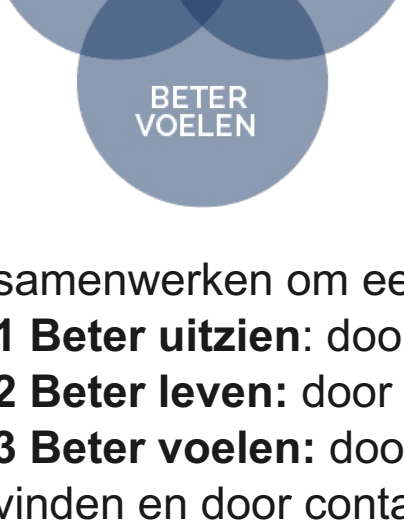 BETER
VOELEN
samenwerken om
1 Beter uitzien:
2 Beter leven: door
3 Beter voelen:
vinden en door